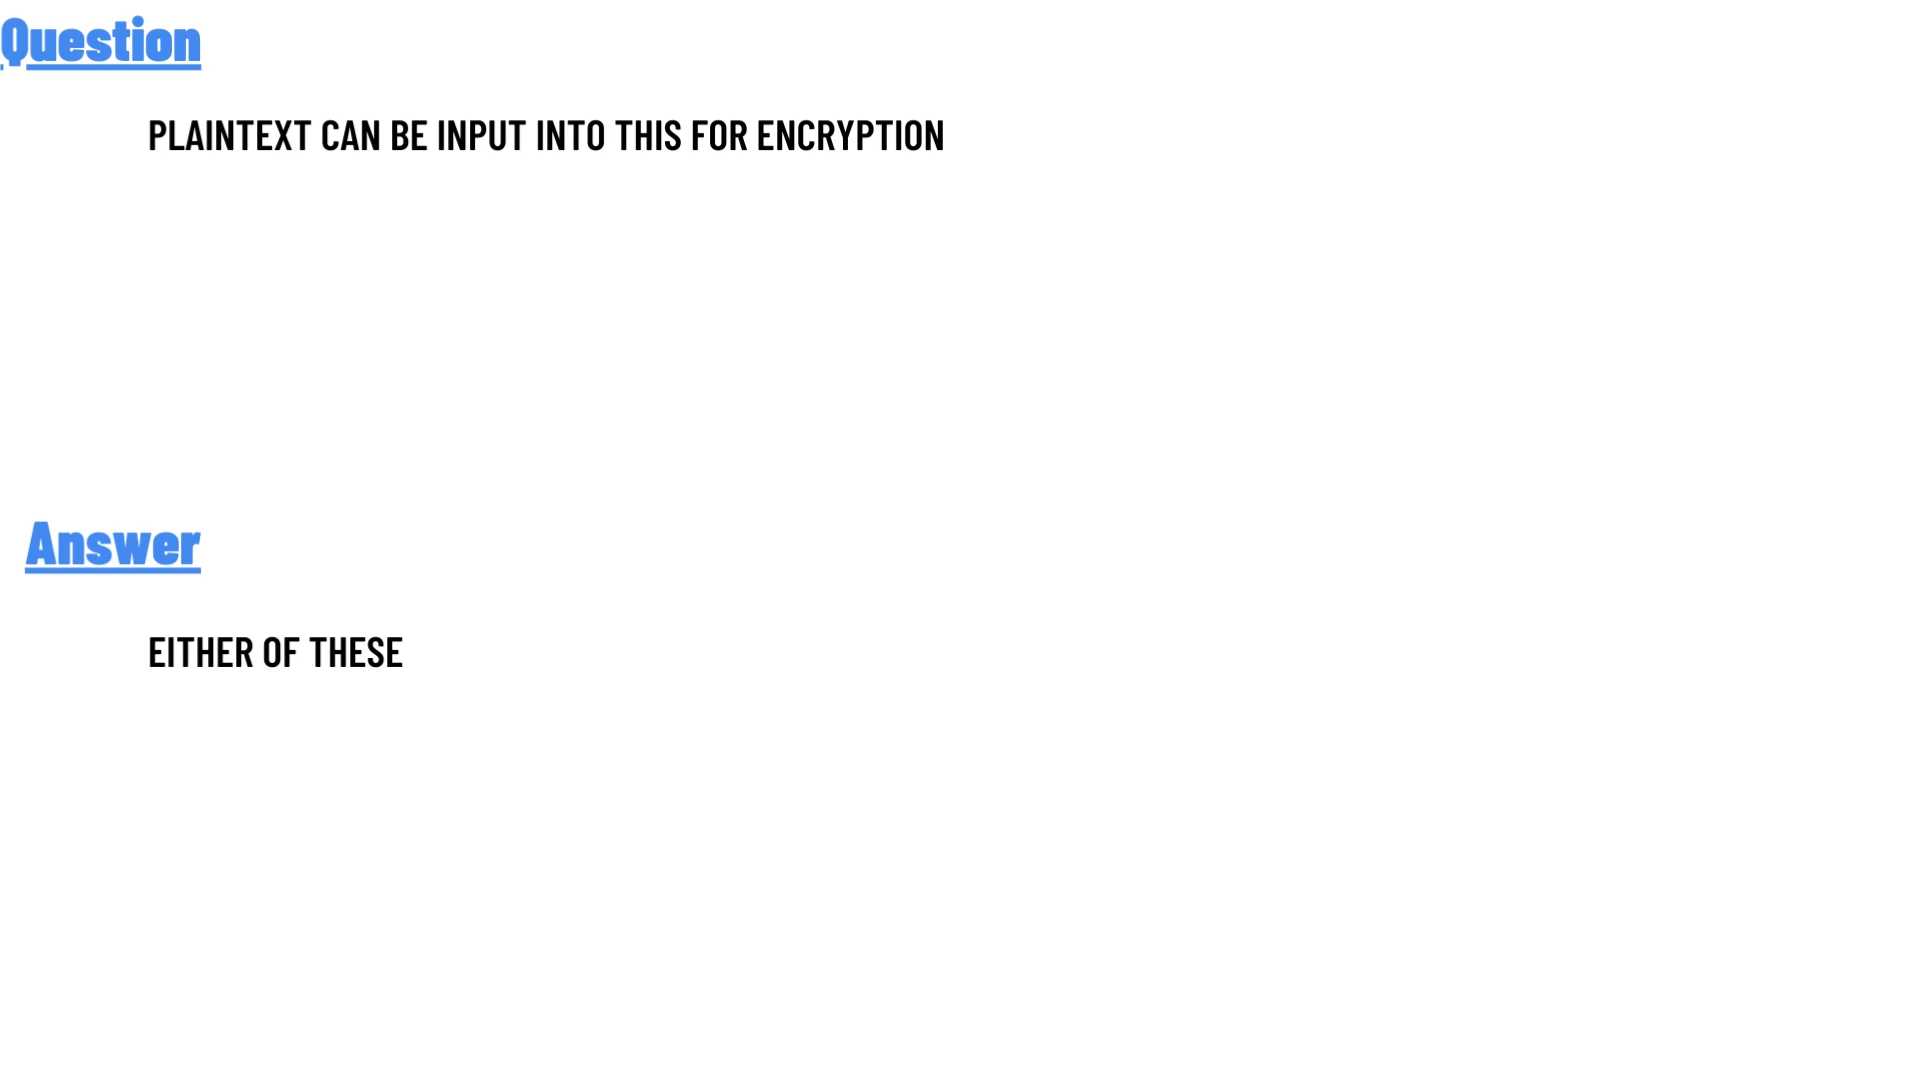 Question
PLAINTEXT CAN BE INPUT INTO THIS FOR ENCRYPTION
Answer
EITHER OF THESE